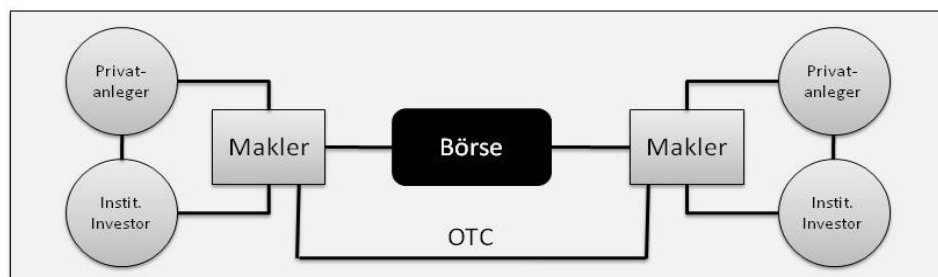 Privat-
anleger
Instit.
Investor
Makler
Börse
OTC
Makler
Privat-
anleger
Instit.
Investor